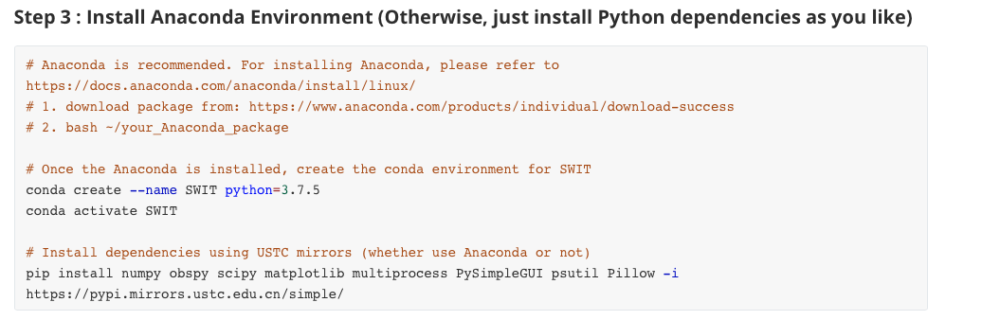 Step 3 : Install Anaconda Environment (Otherwise, just install Python dependencies as you like)
# Anaconda is recommended. For installing Anaconda, please refer to
https://docs.anaconda.com/anaconda/install/linux/
# 1. download package from: https://www.anaconda.com/products/individual/download-success
# 2. bash ~/your_Anaconda_package
# Once the Anaconda is installed, create the conda environment for SWIT
conda create --name SWIT python=3.7.5
conda activate SWIT
# Install dependencies using USTC mirrors (whether use Anaconda or not)
pip install numpy obspy scipy matplotlib multiprocess PySimpleGUI psutil Pillow -i
https://pypi.mirrors.ustc.edu.cn/simple/